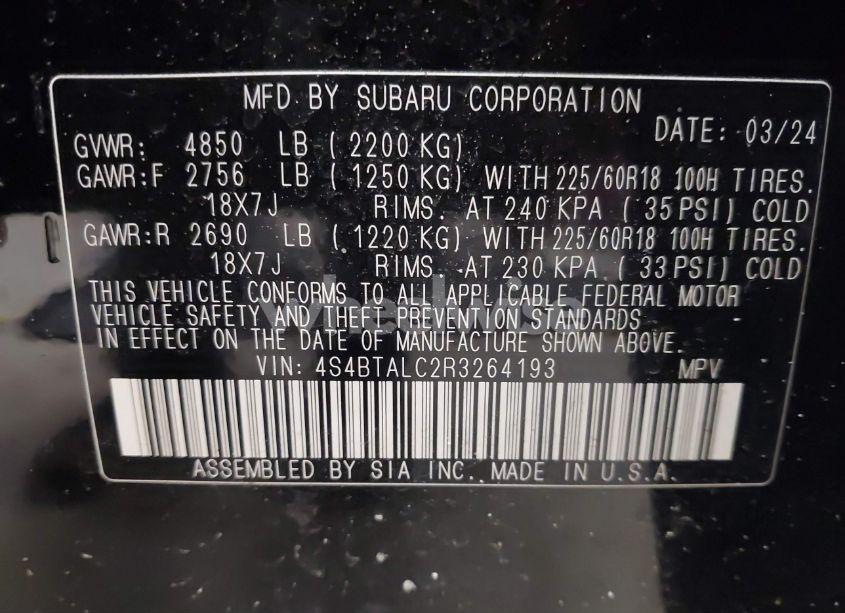 MFD BY SUBARU CORPORATION
DATE: 03/24
GVWR: 4850 LB ( 2200 KG)
GAWR:F 2756 LB ( 1250 KG) WITH 225/60R18 100H TIRES.
18X7J RIMS. AT 240 KPA ( 35 PSI) COLD
GAWR:R 2690 LB ( 1220 KG) WITH 225/60R18 100H TIRES.
18X7J RIMS. AT 230 KPA ( 33 PSI) COLD
THIS VEHICLE CONFORMS TO ALL APPLICABLE FEDERAL MOTOR
VEHICLE SAFETY AND THEFT PREVENTION STANDARDS
IN EFFECT ON THE DATE OF MANUFACTURE SHOWN ABOVE.
VIN: 4S4BTALC2R3264193 MPV
ASSEMBLED BY SIA INC., MADE IN U.S.A.